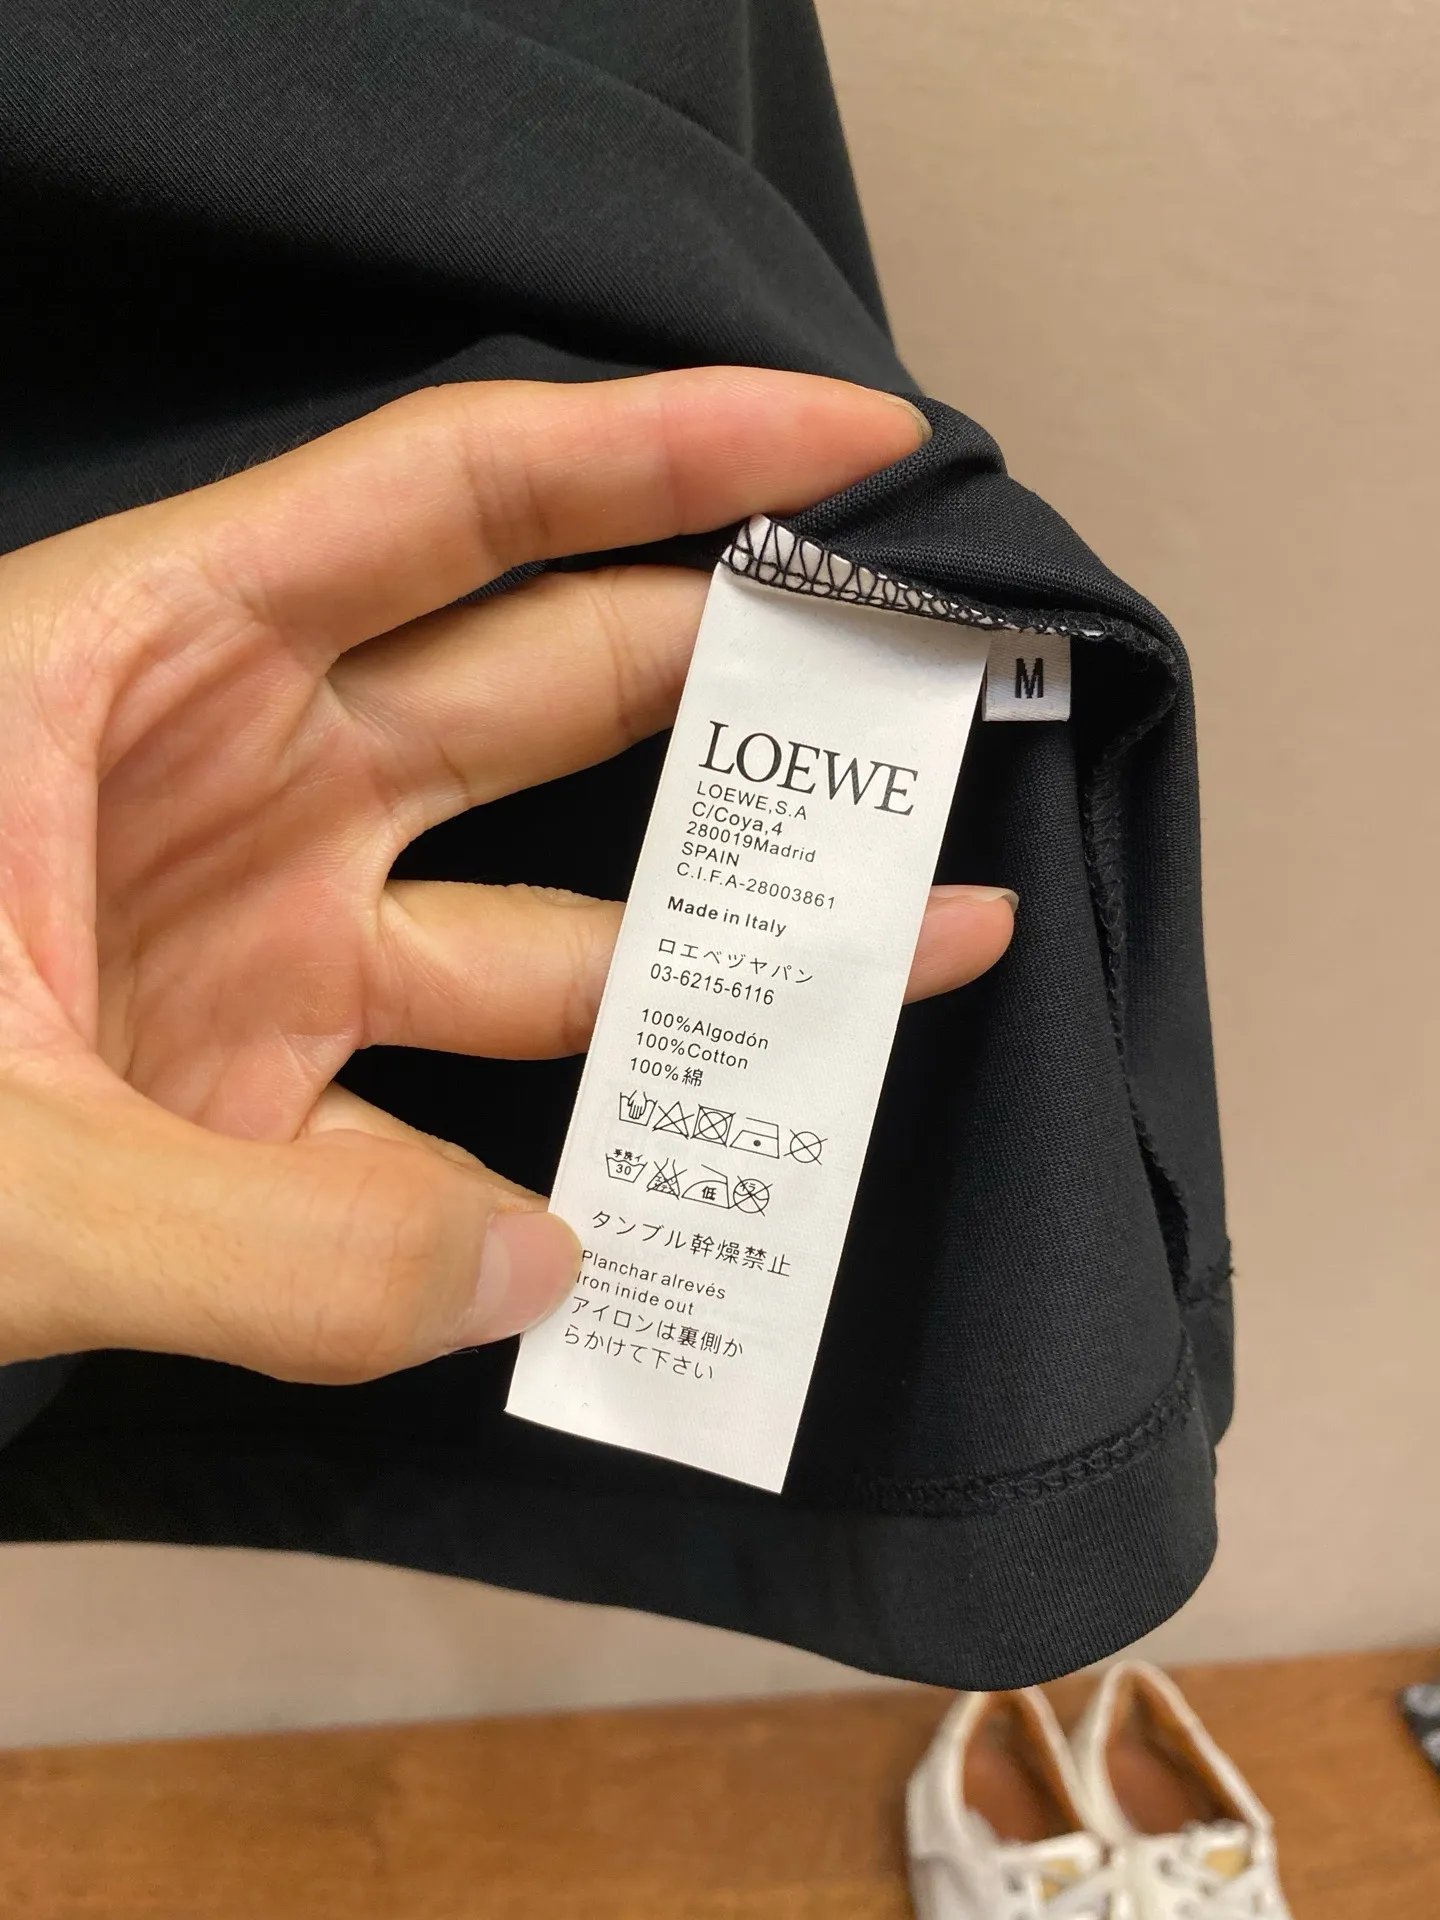 M
LOEWE
LOEWE,S.A
C/Coya,4
280019Madrid
SPAIN
C.I.F.A-28003861
Made in Italy
ロエベヅヤパン
03-6215-6116
100%Algodón
100%Cotton
100%綿
手洗イ
30
低
タンブル幹燥禁止
Planchar alrevés
Iron inide out
アイロンは裏側か
らかけて下さい